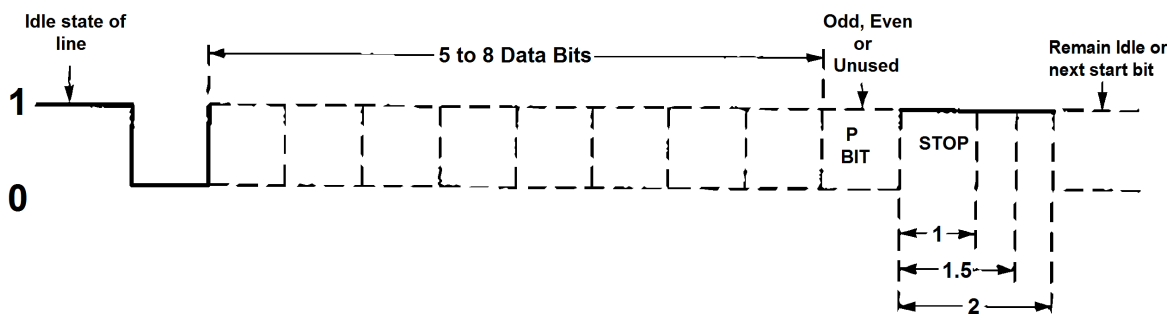 Idle state of
line
5 to 8 Data Bits
Odd, Even
or
Unused
Remain Idle or
next start bit
1
P
BIT
STOP
0
1
1.5
2